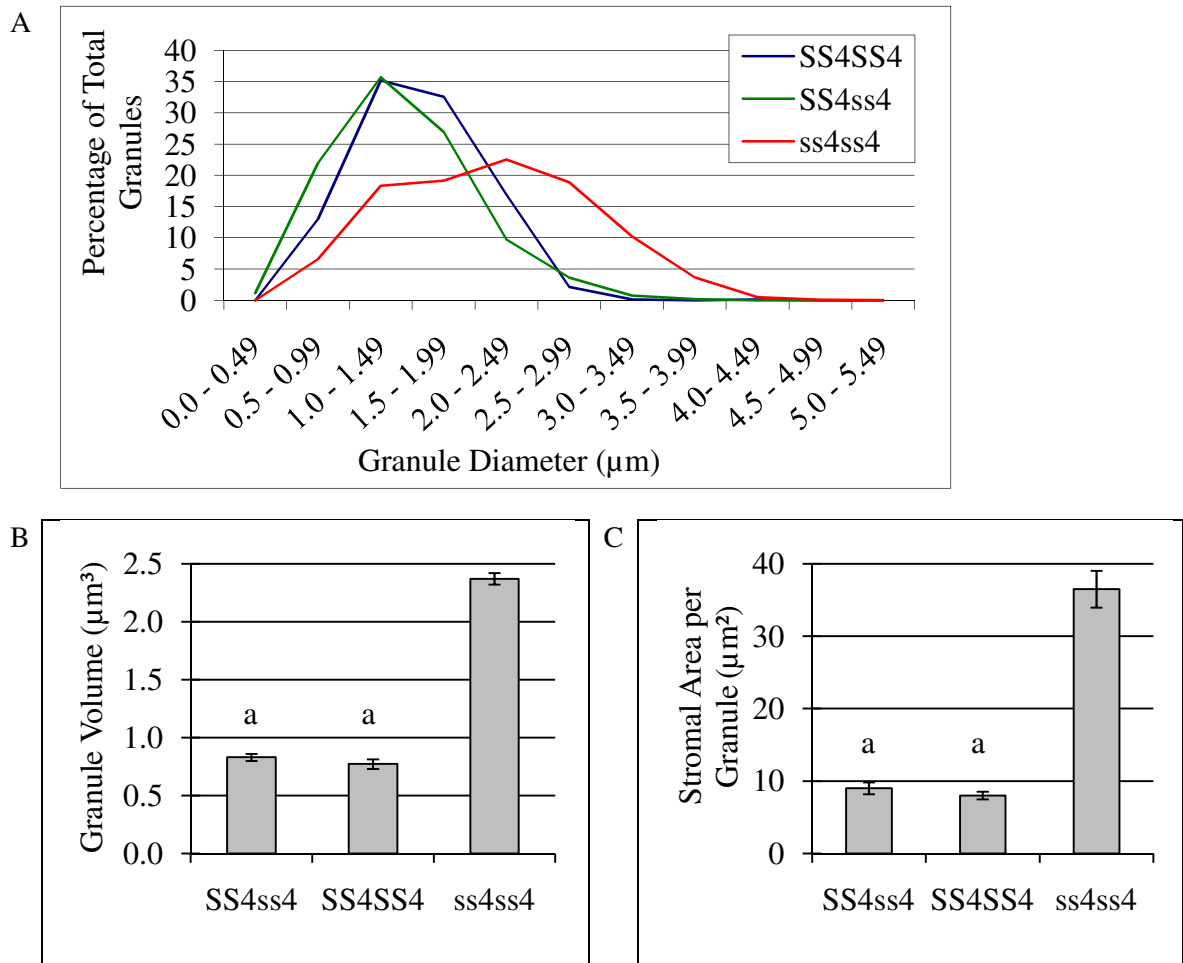 A
Percentage of Total
Granules
40
35
30
25
20
15
10
5
0
SS4SS4
SS4ss4
ss4ss4
0.0 - 0.49
0.5 - 0.99
1.0 - 1.49
1.5 - 1.99
2.0 - 2.49
2.5 - 2.99
3.0 - 3.49
3.5 - 3.99
4.0- 4.49
4.5 - 4.99
5.0 - 5.49
Granule Diameter (µm)
B
Granule Volume (µm³)
2.5
2.0
1.5
1.0
0.5
0.0
a
a
SS4ss4
SS4SS4
ss4ss4
C
Stromal Area per
Granule (µm²)
40
30
20
10
0
a
a
SS4ss4
SS4SS4
ss4ss4